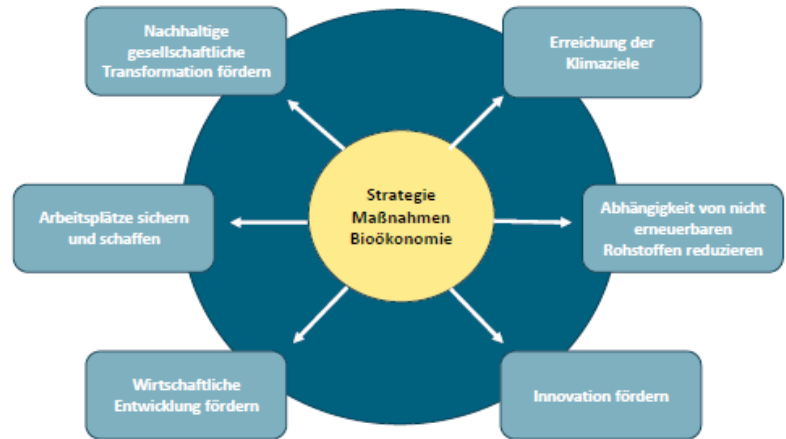 Nachhaltige
gesellschaftliche
Transformation fördern
Erreichung der
Klimaziele
Strategie
Maßnahmen
Bioökonomie
Arbeitsplätze sichern
und schaffen
Abhängigkeit von nicht
erneuerbaren
Rohstoffen reduzieren
Wirtschaftliche
Entwicklung fördern
Innovation fördern